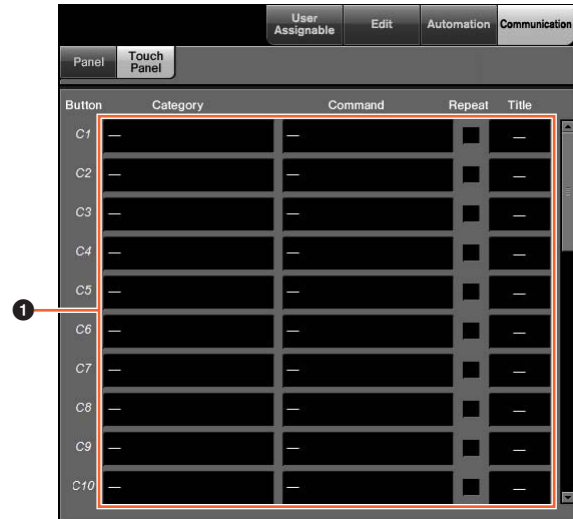 User Assignable Edit Automation Communication
Panel Touch Panel
Button Category Command Repeat Title
C1 — — —
C2 — — —
C3 — — —
C4 — — —
C5 — — —
1
C6 — — —
C7 — — —
C8 — — —
C9 — — —
C10 — — —